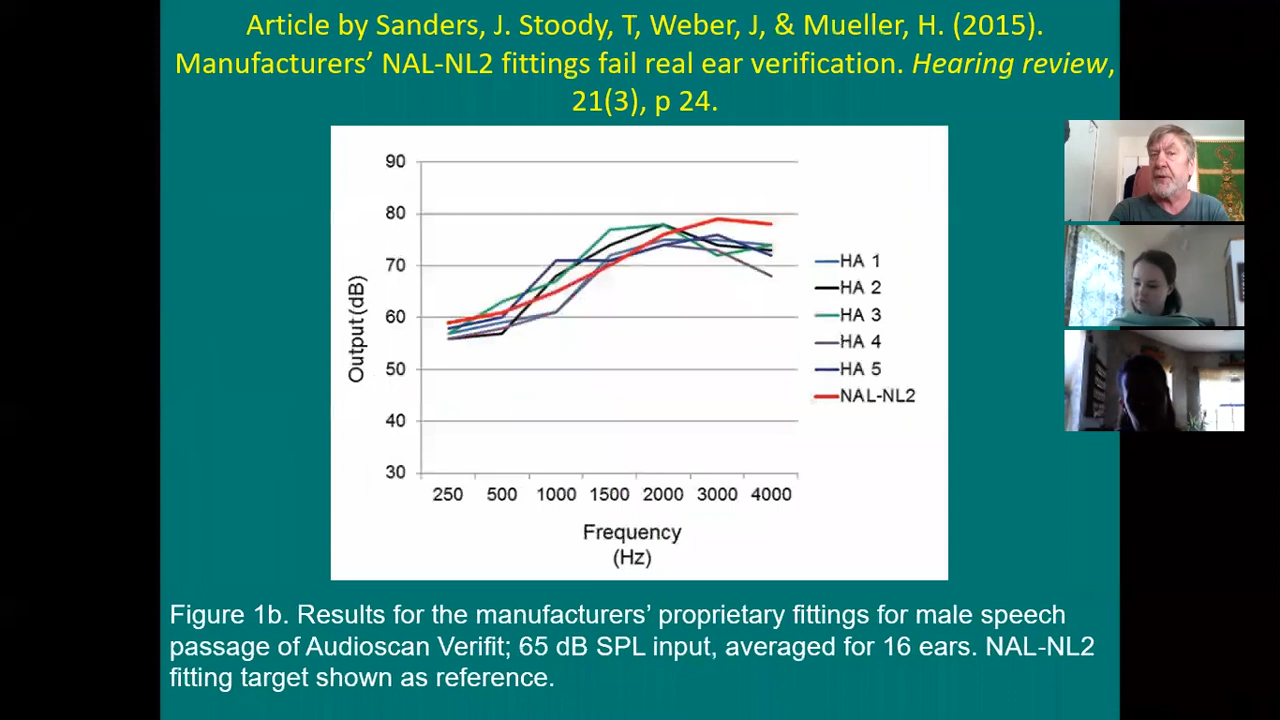 Article by Sanders, J. Stoody, T, Weber, J, & Mueller, H. (2015).
Manufacturers’ NAL-NL2 fittings fail real ear verification. Hearing review,
21(3), p 24.
90
80
70
60
50
40
30
Output (dB)
250 500 1000 1500 2000 3000 4000
Frequency
(Hz)
HA 1
HA 2
HA 3
HA 4
HA 5
NAL-NL2
Figure 1b. Results for the manufacturers’ proprietary fittings for male speech
passage of Audioscan Verifit; 65 dB SPL input, averaged for 16 ears. NAL-NL2
fitting target shown as reference.